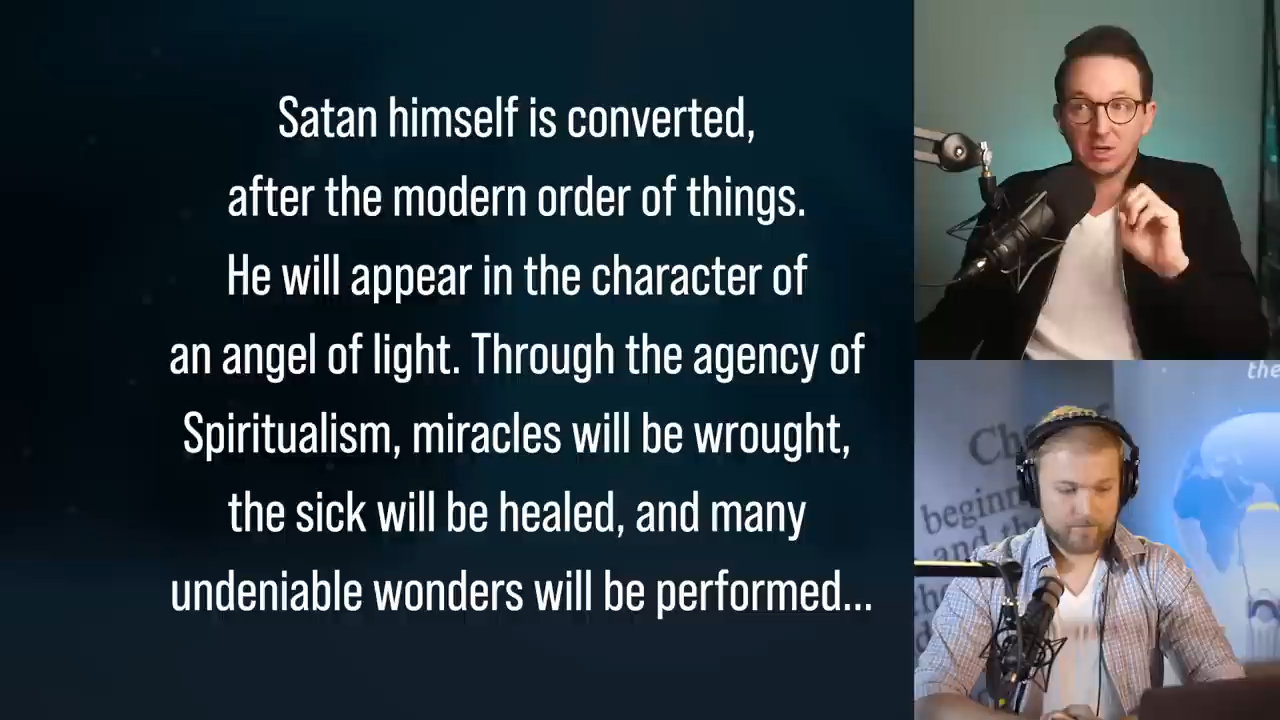 Satan himself is converted,
after the modern order of things.
He will appear in the character of
an angel of light. Through the agency of
Spiritualism, miracles will be wrought,
the sick will be healed, and many
undeniable wonders will be performed...
the
and